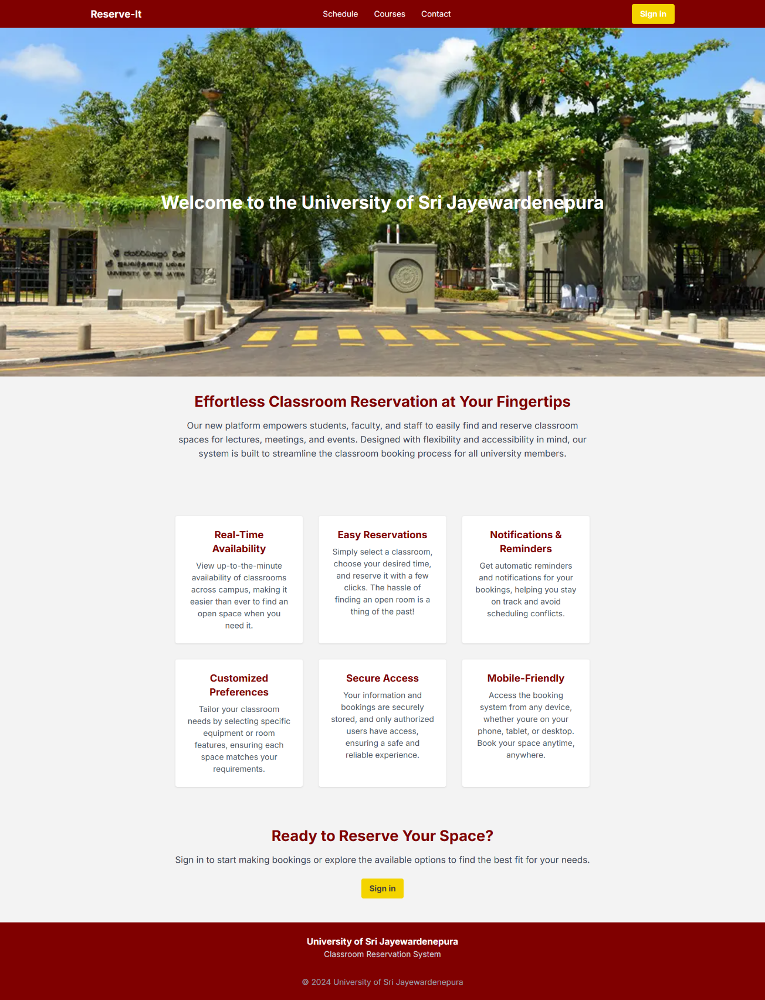 Reserve-It
Schedule
Courses
Contact
Sign in
Welcome to the University of Sri Jayewardenepura
ශ්‍රී ජයවර්ධනපුර
UNIVERSITY OF SRI
Effortless Classroom Reservation at Your Fingertips
Our new platform empowers students, faculty, and staff to easily find and reserve classroom
spaces for lectures, meetings, and events. Designed with flexibility and accessibility in mind, our
system is built to streamline the classroom booking process for all university members.
Real-Time
Availability
View up-to-the-minute
availability of classrooms
across campus, making it
easier than ever to find an
open space when you
need it.
Easy Reservations
Simply select a classroom,
choose your desired time,
and reserve it with a few
clicks. The hassle of
finding an open room is a
thing of the past!
Notifications &
Reminders
Get automatic reminders
and notifications for your
bookings, helping you stay
on track and avoid
scheduling conflicts.
Customized
Preferences
Tailor your classroom
needs by selecting specific
equipment or room
features, ensuring each
space matches your
requirements.
Secure Access
Your information and
bookings are securely
stored, and only authorized
users have access,
ensuring a safe and
reliable experience.
Mobile-Friendly
Access the booking
system from any device,
whether youre on your
phone, tablet, or desktop.
Book your space anytime,
anywhere.
Ready to Reserve Your Space?
Sign in to start making bookings or explore the available options to find the best fit for your needs.
Sign in
University of Sri Jayewardenepura
Classroom Reservation System
© 2024 University of Sri Jayewardenepura